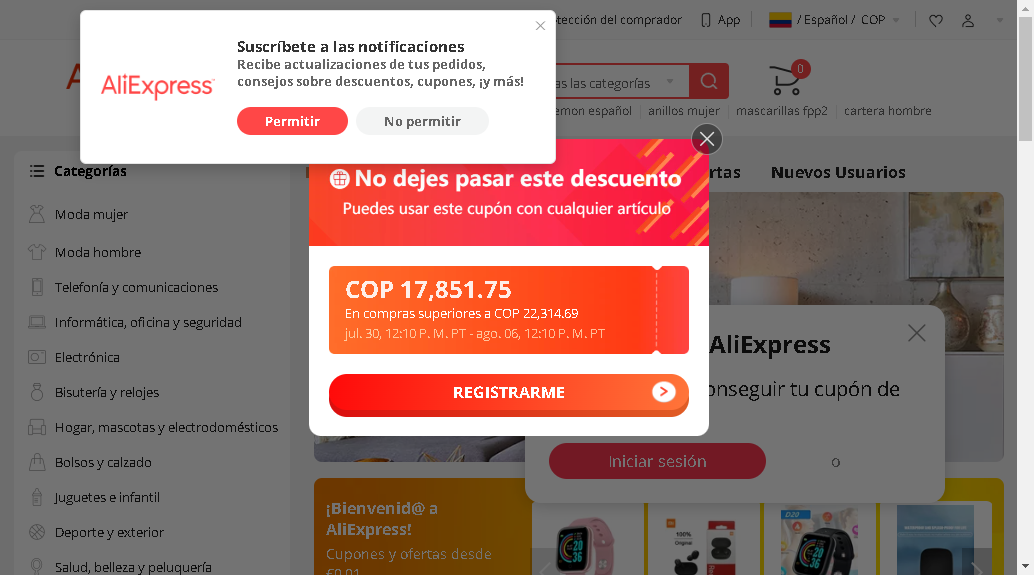 tección del comprador
App
/ Español / COP
Suscríbete a las notificaciones
Recibe actualizaciones de tus pedidos,
consejos sobre descuentos, cupones, ¡y más!
AliExpress
Permitir
No permitir
as las categorías
0
emon español
anillos mujer
mascarillas fpp2
cartera hombre
Categorías
rtas
Nuevos Usuarios
Moda mujer
Moda hombre
Telefonía y comunicaciones
Informática, oficina y seguridad
Electrónica
Bisutería y relojes
Hogar, mascotas y electrodomésticos
Bolsos y calzado
Juguetes e infantil
Deporte y exterior
Salud, belleza y peluquería
No dejes pasar este descuento
Puedes usar este cupón con cualquier artículo
COP 17,851.75
En compras superiores a COP 22,314.69
jul. 30, 12:10 P. M. PT - ago. 06, 12:10 P. M. PT
REGISTRARME
AliExpress
onseguir tu cupón de
Iniciar sesión
o
¡Bienvenid@ a
AliExpress!
Cupones y ofertas desde
€0,01
100%
D20